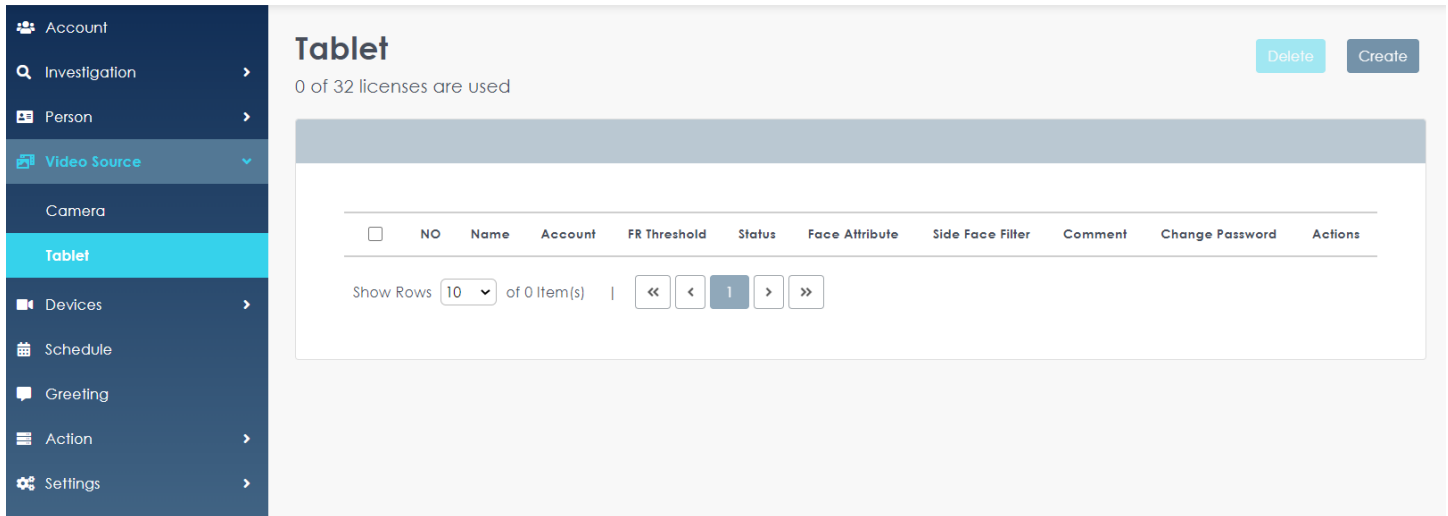 Account
Investigation
Person
Video Source
Camera
Tablet
Devices
Schedule
Greeting
Action
Settings
Tablet
Delete Create
0 of 32 licenses are used
NO Name Account FR Threshold Status Face Attribute Side Face Filter Comment Change Password Actions
Show Rows 10 of 0 Item(s) | « ‹ 1 › »